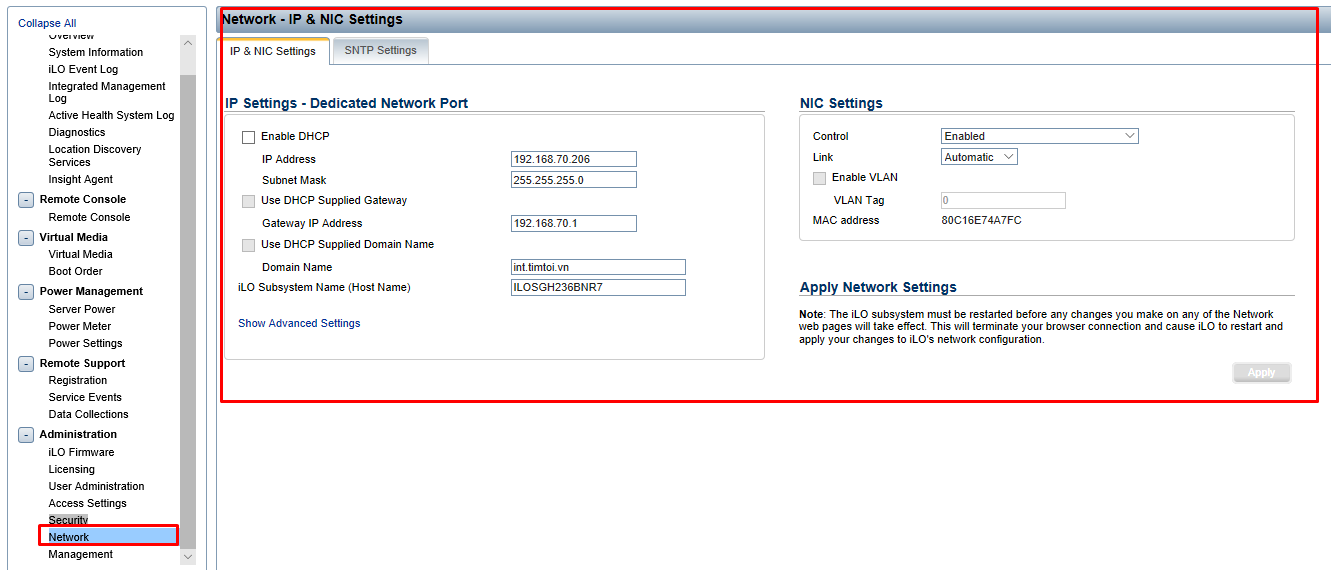 Collapse All
Overview
System Information
iLO Event Log
Integrated Management
Log
Active Health System Log
Diagnostics
Location Discovery
Services
Insight Agent
- Remote Console
Remote Console
- Virtual Media
Virtual Media
Boot Order
- Power Management
Server Power
Power Meter
Power Settings
- Remote Support
Registration
Service Events
Data Collections
- Administration
iLO Firmware
Licensing
User Administration
Access Settings
Security
Network
Management
Network - IP & NIC Settings
IP & NIC Settings
SNTP Settings
IP Settings - Dedicated Network Port
Enable DHCP
IP Address 192.168.70.206
Subnet Mask 255.255.255.0
Use DHCP Supplied Gateway
Gateway IP Address 192.168.70.1
Use DHCP Supplied Domain Name
Domain Name int.timtoi.vn
iLO Subsystem Name (Host Name) ILOSGH236BNR7
Show Advanced Settings
NIC Settings
Control Enabled
Link Automatic
Enable VLAN
VLAN Tag 0
MAC address 80C16E74A7FC
Apply Network Settings
Note: The iLO subsystem must be restarted before any changes you make on any of the Network
web pages will take effect. This will terminate your browser connection and cause iLO to restart and
apply your changes to iLO's network configuration.
Apply